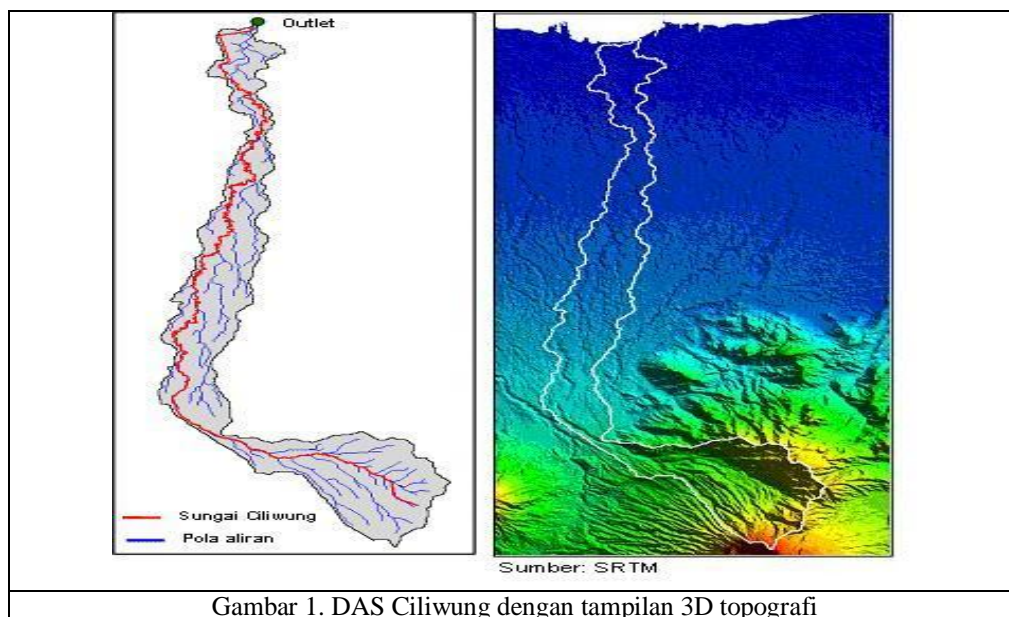 Outlet
Sungai Ciliwung
Pola aliran
Sumber: SRTM
Gambar 1. DAS Ciliwung dengan tampilan 3D topografi